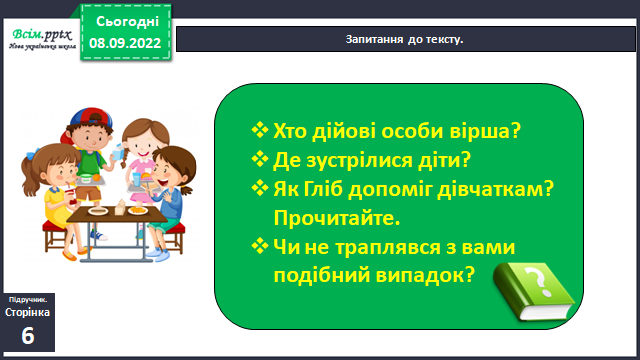 Всім.pptx
Нова українська школа
Сьогодні
08.09.2022
Запитання до тексту.
❖ Хто дійові особи вірша?
❖ Де зустрілися діти?
❖ Як Гліб допоміг дівчаткам?
Прочитайте.
❖ Чи не траплявся з вами
подібний випадок?
?
Підручник.
Сторінка
6